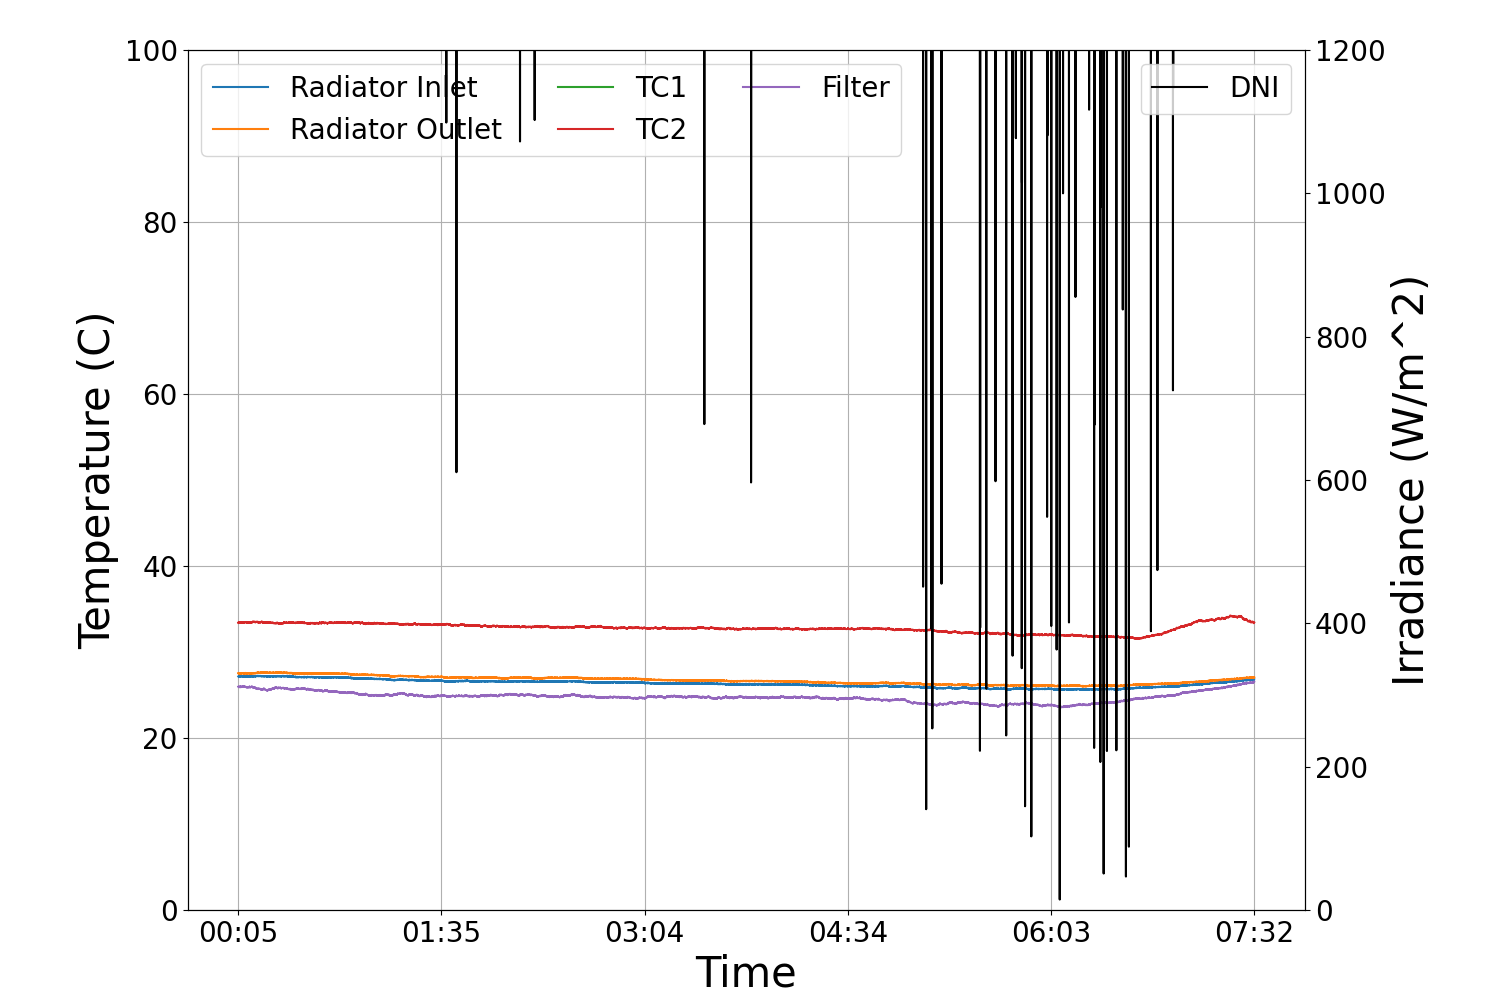 100
80
60
40
20
0
Temperature (C)
Radiator Inlet
Radiator Outlet
TC1
TC2
Filter
DNI
1200
1000
800
600
400
200
0
Irradiance (W/m^2)
00:05 01:35 03:04 04:34 06:03 07:32
Time